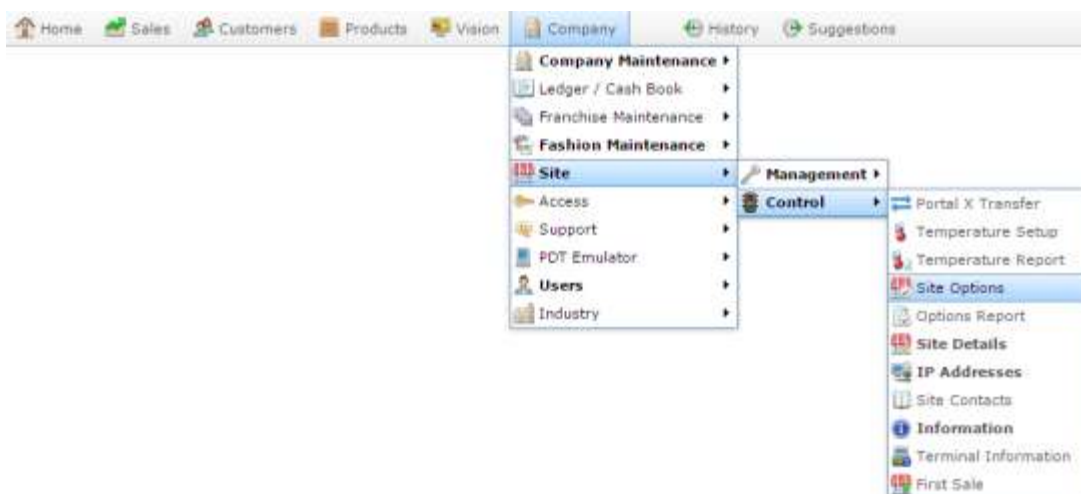 Home Sales Customers Products Vision Company History Suggestions
Company Maintenance
Ledger / Cash Book
Franchise Maintenance
Fashion Maintenance
Site
Access
Support
PDT Emulator
Users
Industry
Management
Control
Portal X Transfer
Temperature Setup
Temperature Report
Site Options
Options Report
Site Details
IP Addresses
Site Contacts
Information
Terminal Information
First Sale